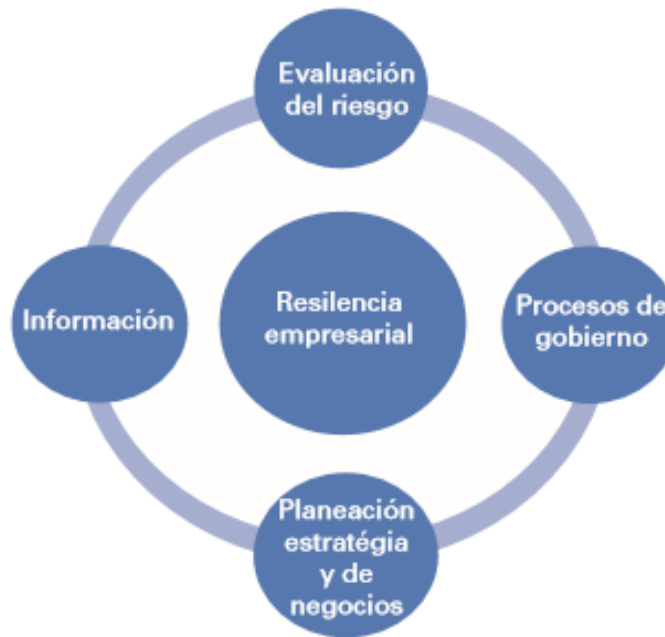 Evaluación
del riesgo
Información
Resilencia
empresarial
Procesos de
gobierno
Planeación
estratégia
y de
negocios